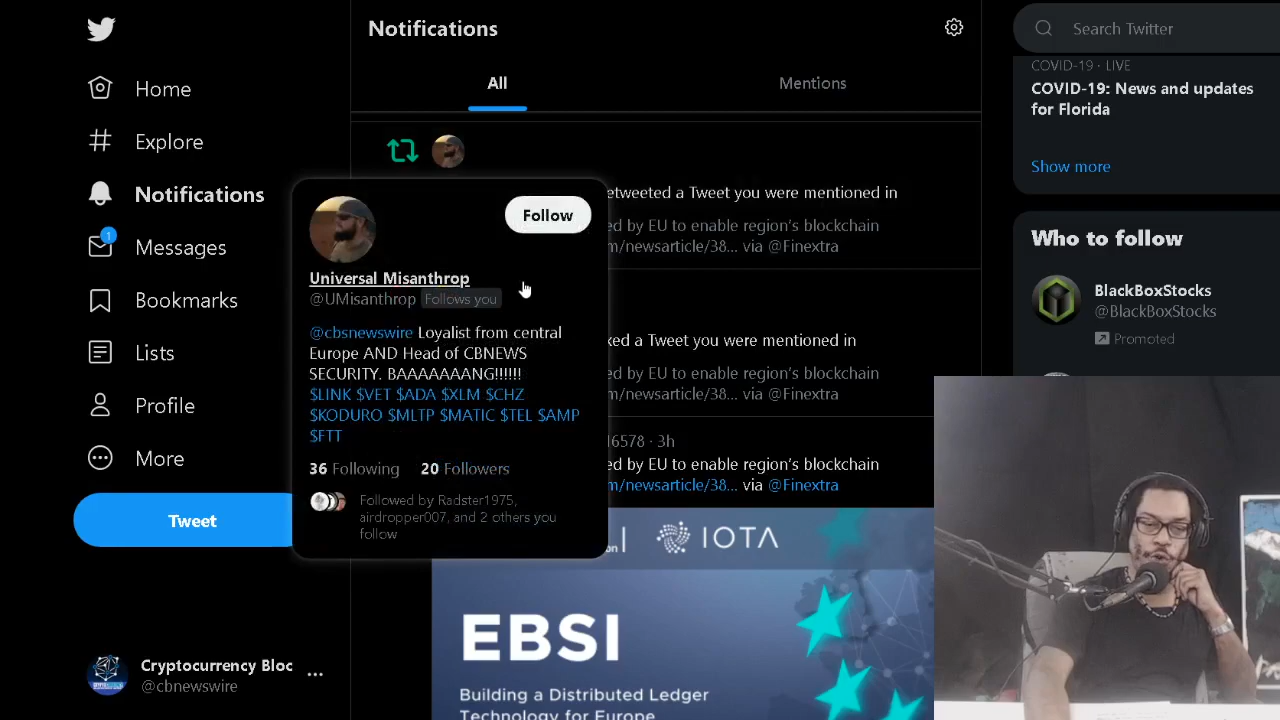 Home
Explore
Notifications
1
Messages
Bookmarks
Lists
Profile
More
Tweet
Cryptocurrency Bloc
@cbnewswire
Notifications
All
Mentions
etweeted a Tweet you were mentioned in
ed by EU to enable region's blockchain
m/newsarticle/38... via @Finextra
ked a Tweet you were mentioned in
ed by EU to enable region's blockchain
m/newsarticle/38... via @Finextra
16578 · 3h
ed by EU to enable region's blockchain
m/newsarticle/38... via @Finextra
Follow
Universal Misanthrop
@UMisanthrop Follows you
@cbsnewswire Loyalist from central
Europe AND Head of CBNEWS
SECURITY. BAAAAAAANG!!!!!!
$LINK $VET $ADA $XLM $CHZ
$KODURO $MLTP $MATIC $TEL $AMP
$FTT
36 Following 20 Followers
Followed by Radster1975,
airdropper007, and 2 others you
follow
on
IOTA
EBSI
Building a Distributed Ledger
Technology for Europe
Search Twitter
COVID-19 · LIVE
COVID-19: News and updates
for Florida
Show more
Who to follow
BlackBoxStocks
@BlackBoxStocks
Promoted